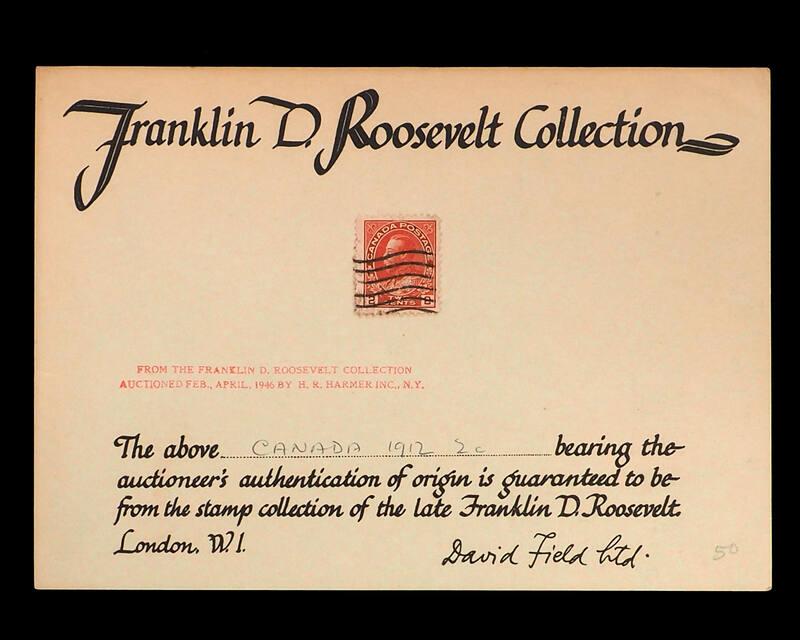 Franklin D. Roosevelt Collection
CANADA POSTAGE
2 TWO CENTS 2
FROM THE FRANKLIN D. ROOSEVELT COLLECTION
AUCTIONED FEB., APRIL, 1946 BY H. R. HARMER INC., N.Y.
The above CANADA 1912 2c bearing the
auctioneer's authentication of origin is guaranteed to be
from the stamp collection of the late Franklin D. Roosevelt.
London, W.1.
David Field Ltd.
50